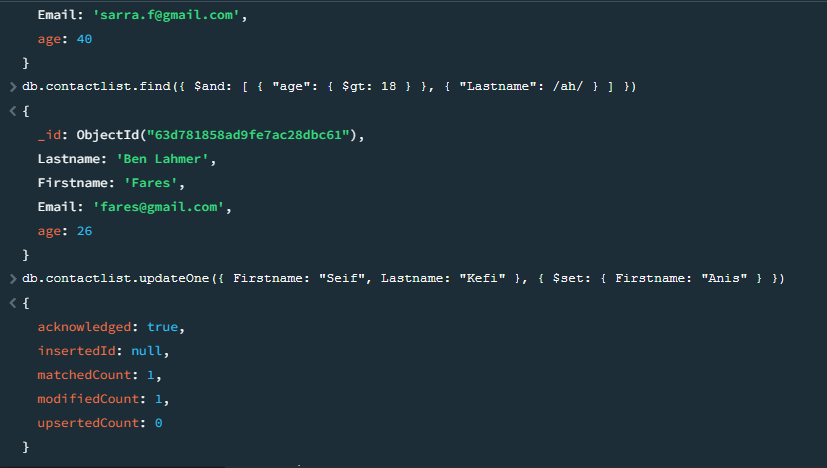 Email: 'sarra.f@gmail.com',
age: 40
}
> db.contactlist.find({ $and: [ { "age": { $gt: 18 } }, { "Lastname": /ah/ } ] })
< {
_id: ObjectId("63d781858ad9fe7ac28dbc61"),
Lastname: 'Ben Lahmer',
Firstname: 'Fares',
Email: 'fares@gmail.com',
age: 26
}
> db.contactlist.updateOne({ Firstname: "Seif", Lastname: "Kefi" }, { $set: { Firstname: "Anis" } })
< {
acknowledged: true,
insertedId: null,
matchedCount: 1,
modifiedCount: 1,
upsertedCount: 0
}